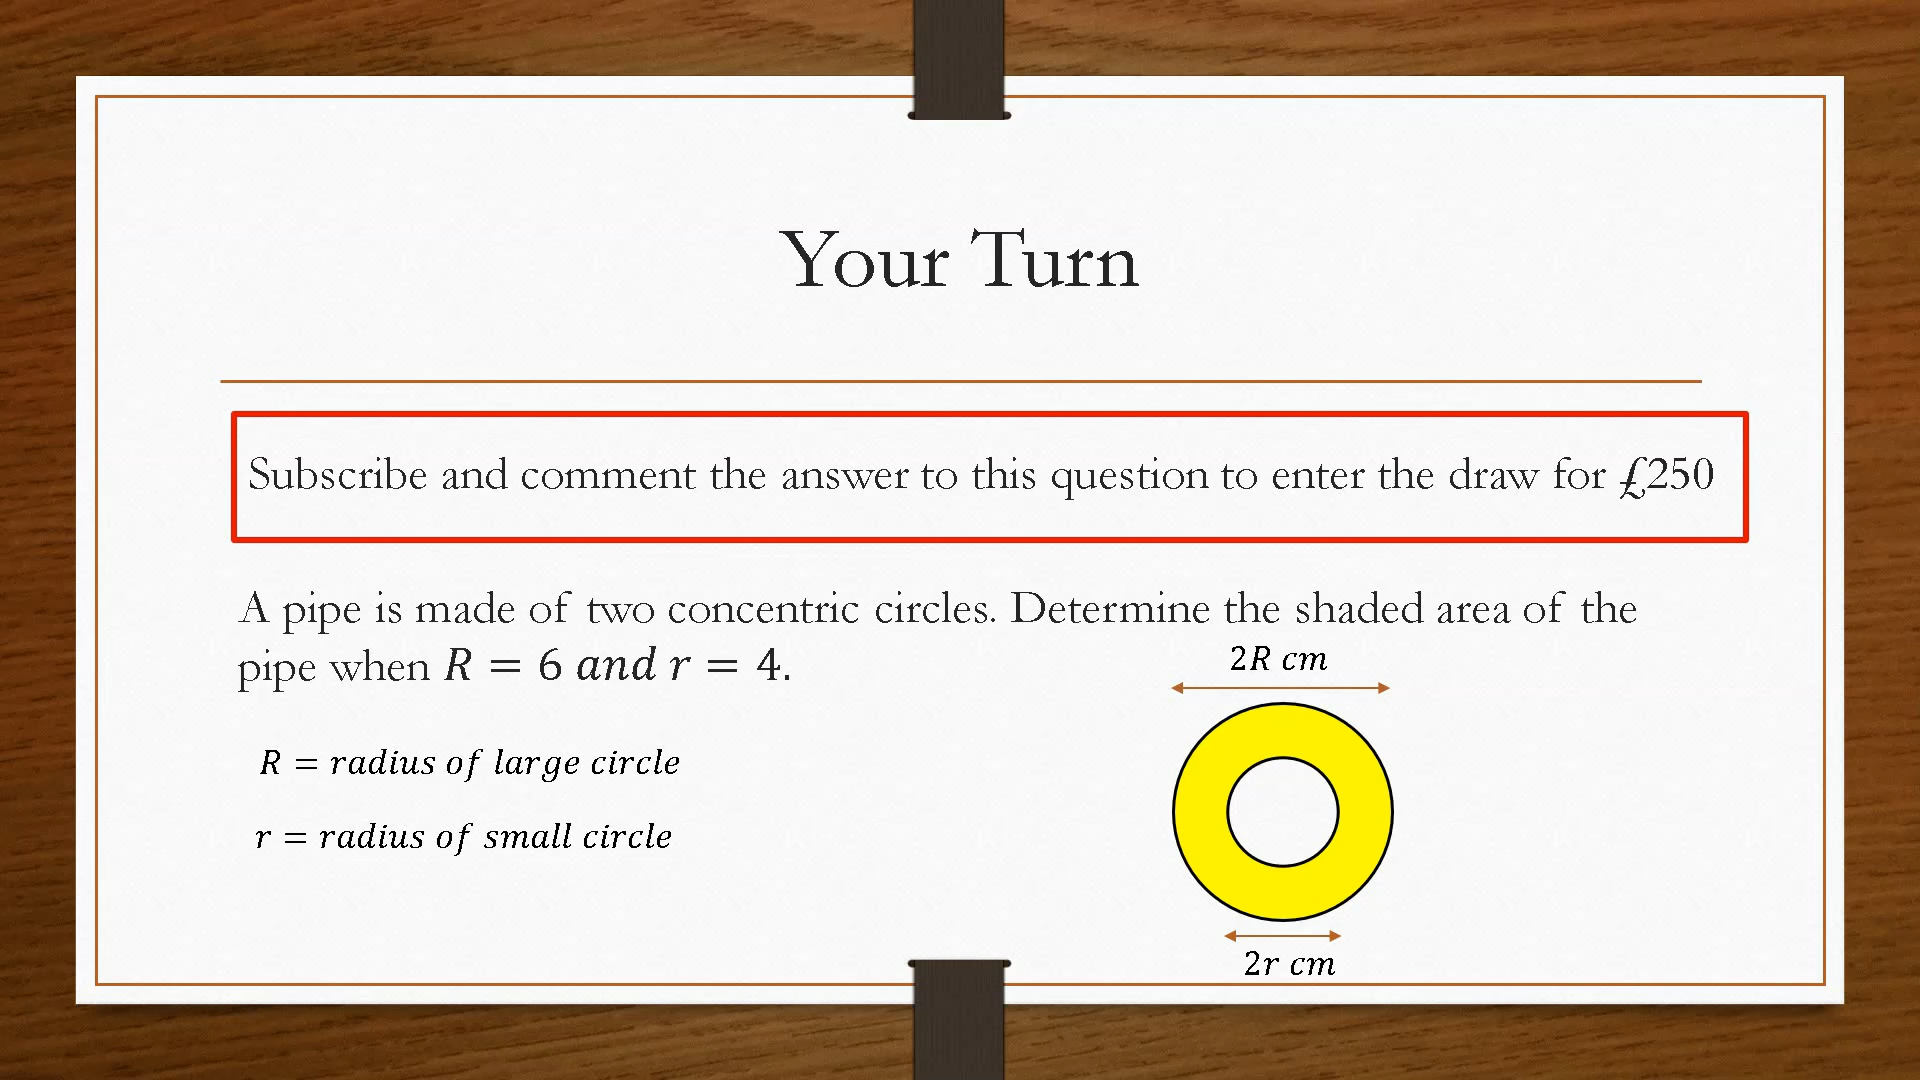 Your Turn
Subscribe and comment the answer to this question to enter the draw for £250
A pipe is made of two concentric circles. Determine the shaded area of the
pipe when R = 6 and r = 4.
2R cm
R = radius of large circle
r = radius of small circle
2r cm